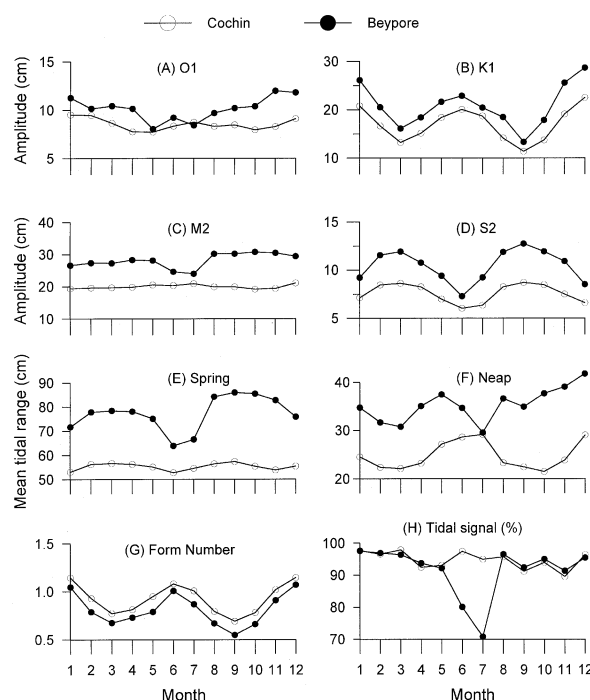 Cochin Beypore
(A) O1
Amplitude (cm)
15
10
5
(B) K1
30
20
10
(C) M2
Amplitude (cm)
40
30
20
10
(D) S2
15
10
5
(E) Spring
Mean tidal range (cm)
90
80
70
60
50
(F) Neap
40
30
20
(G) Form Number
1.5
1.0
0.5
1 2 3 4 5 6 7 8 9 10 11 12
Month
(H) Tidal signal (%)
100
90
80
70
1 2 3 4 5 6 7 8 9 10 11 12
Month